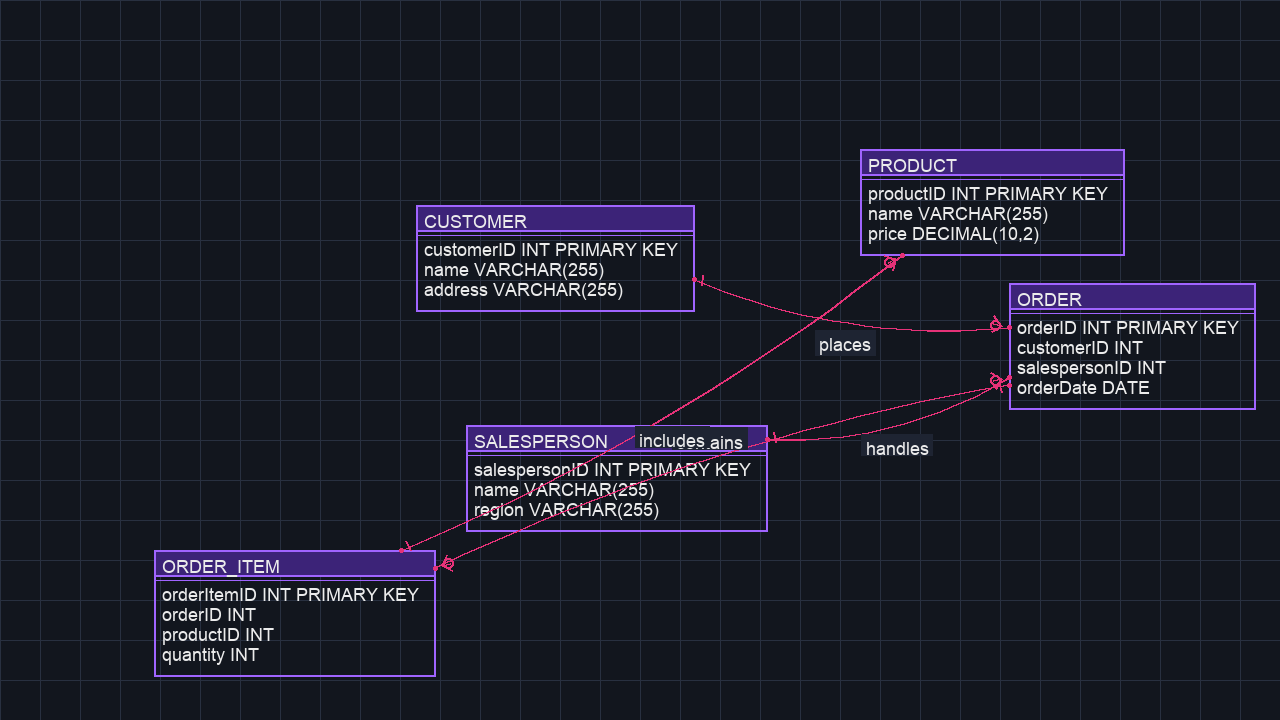 PRODUCT
productID INT PRIMARY KEY
name VARCHAR(255)
price DECIMAL(10,2)
CUSTOMER
customerID INT PRIMARY KEY
name VARCHAR(255)
address VARCHAR(255)
ORDER
orderID INT PRIMARY KEY
customerID INT
salespersonID INT
orderDate DATE
places
SALESPERSON
salespersonID INT PRIMARY KEY
name VARCHAR(255)
region VARCHAR(255)
includes
handles
ORDER_ITEM
orderItemID INT PRIMARY KEY
orderID INT
productID INT
quantity INT